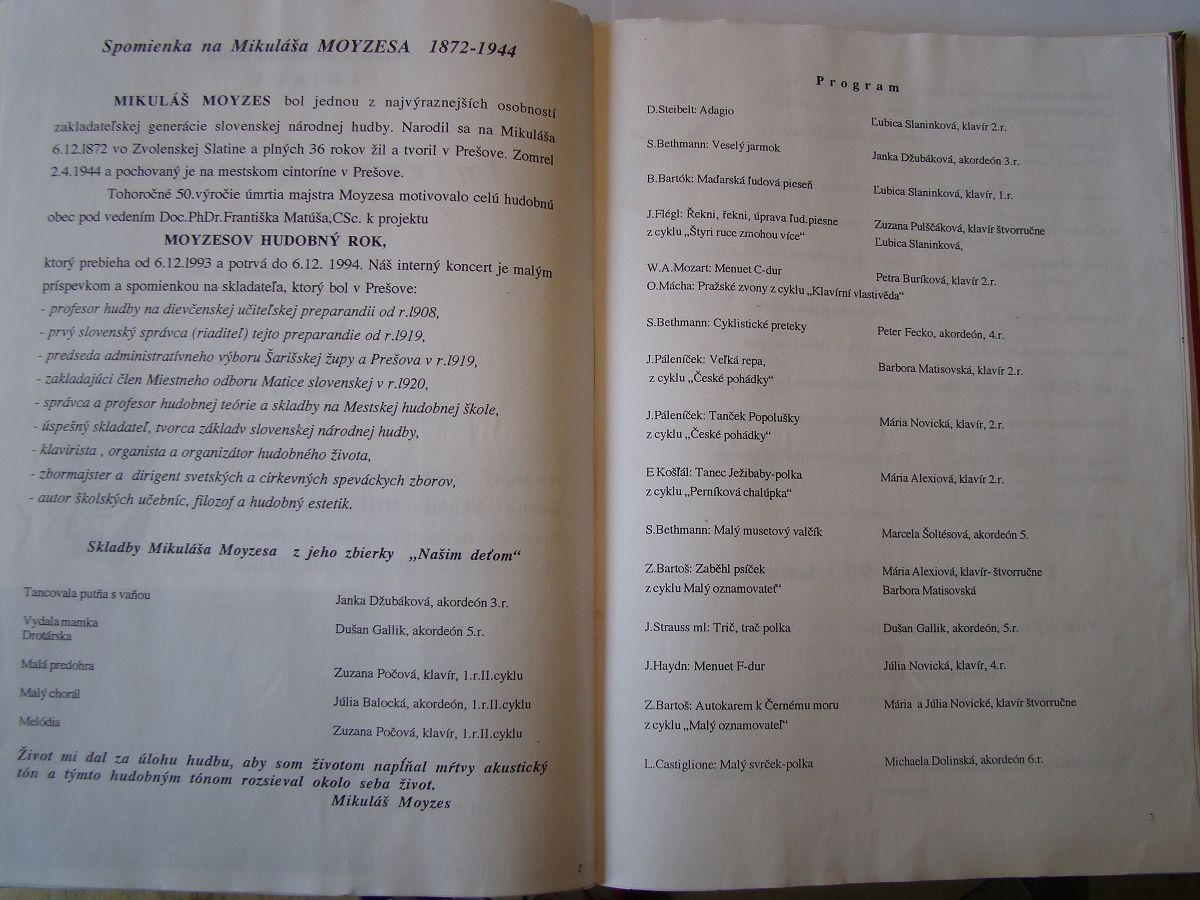 Spomienka na Mikuláša MOYZESA 1872-1944
MIKULÁŠ MOYZES bol jednou z najvýraznejších osobností
zakladateľskej generácie slovenskej národnej hudby. Narodil sa na Mikuláša
6.12.1872 vo Zvolenskej Slatine a plných 36 rokov žil a tvoril v Prešove. Zomrel
2.4.1944 a pochovaný je na mestskom cintoríne v Prešove.
Tohoročné 50.výročie úmrtia majstra Moyzesa motivovalo celú hudobnú
obec pod vedením Doc.PhDr.Františka Matúša,CSc. k projektu
MOYZESOV HUDOBNÝ ROK,
ktorý prebieha od 6.12.1993 a potrvá do 6.12. 1994. Náš interný koncert je malým
príspevkom a spomienkou na skladateľa, ktorý bol v Prešove:
- profesor hudby na dievčenskej učiteľskej preparandii od r.l908,
- prvý slovenský správca (riaditeľ) tejto preparandie od r.l919,
- predseda administratívneho výboru Šarišskej župy a Prešova v r.l919,
- zakladajúci člen Miestneho odboru Matice slovenskej v r.l920,
- správca a profesor hudobnej teórie a skladby na Mestskej hudobnej škole,
- úspešný skladateľ, tvorca základv slovenskej národnej hudby,
- klavirista , organista a organizátor hudobného života,
- zbormajster a dirigent svetských a cirkevných speváckych zborov,
- autor školských učebníc, filozof a hudobný estetik.
Skladby Mikuláša Moyzesa z jeho zbierky „Našim deťom“
Tancovala putňa s vaňou Janka Džubáková, akordeón 3.r.
Vydala mamka
Drotárska Dušan Gallik, akordeón 5.r.
Malá predohra Zuzana Počová, klavír, 1.r.II.cyklu
Malý chorál Júlia Balocká, akordeón, 1.r.II.cyklu
Melódia Zuzana Počová, klavír, 1.r.II.cyklu
Život mi dal za úlohu hudbu, aby som životom napĺňal mŕtvy akustický
tón a týmto hudobným tónom rozsieval okolo seba život.
Mikuláš Moyzes
2
Program
D.Steibelt: Adagio Ľubica Slaninková, klavír 2.r.
S.Bethmann: Veselý jarmok Janka Džubáková, akordeón 3.r.
B.Bartók: Maďarská ľudová pieseň Ľubica Slaninková, klavír, 1.r.
J.Flégl: Řekni, řekni, úprava ľud.piesne Zuzana Pulščáková, klavír štvorručne
z cyklu „Štyri ruce zmohou více“ Ľubica Slaninková,
W.A.Mozart: Menuet C-dur Petra Buríková, klavír 2.r.
O.Mácha: Pražské zvony z cyklu „Klavírní vlastivěda“
S.Bethmann: Cyklistické preteky Peter Fecko, akordeón, 4.r.
J.Páleníček: Veľká repa, Barbora Matisovská, klavír 2.r.
z cyklu „České pohádky“
J.Páleníček: Tanček Popolušky Mária Novická, klavír, 2.r.
z cyklu „České pohádky“
E Košťál: Tanec Ježibaby-polka Mária Alexiová, klavír 2.r.
z cyklu „Perníková chalúpka“
S.Bethmann: Malý musetový valčík Marcela Šoltésová, akordeón 5.
Z.Bartoš: Zaběhl psíček Mária Alexiová, klavír- štvorručne
z cyklu Malý oznamovateľ“ Barbora Matisovská
J.Strauss ml: Trič, trač polka Dušan Gallik, akordeón, 5.r.
J.Haydn: Menuet F-dur Júlia Novická, klavír, 4.r.
Z.Bartoš: Autokarem k Černému moru Mária a Júlia Novické, klavír štvorručne
z cyklu „Malý oznamovateľ“
L.Castiglione: Malý svrček-polka Michaela Dolinská, akordeón 6.r.
3